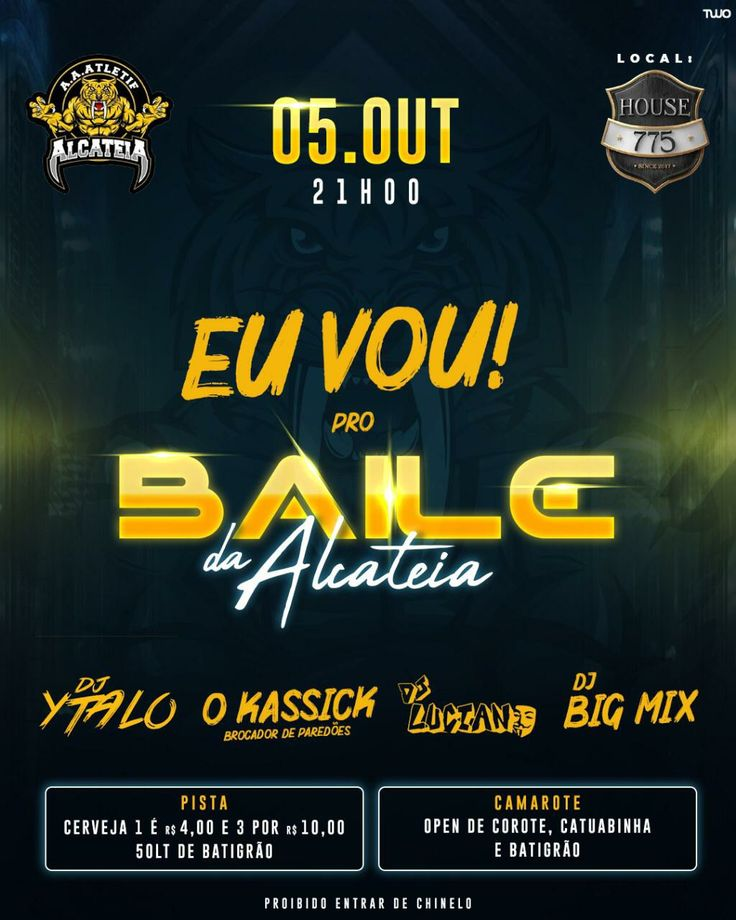 TWO
A.A.ATLETIF
ALCATEIA
05.OUT
21H00
LOCAL:
HOUSE
775
SINCE 2017
EU VOU!
PRO
BAILE
da Alcateia
DJ
YTALO
O KASSICK
BROCADOR DE PAREDÕES
DJ
LUCIANO
DJ
BIG MIX
PISTA
CERVEJA 1 É R$ 4,00 E 3 POR R$ 10,00
50LT DE BATIGRÃO
CAMAROTE
OPEN DE COROTE, CATUABINHA
E BATIGRÃO
PROIBIDO ENTRAR DE CHINELO